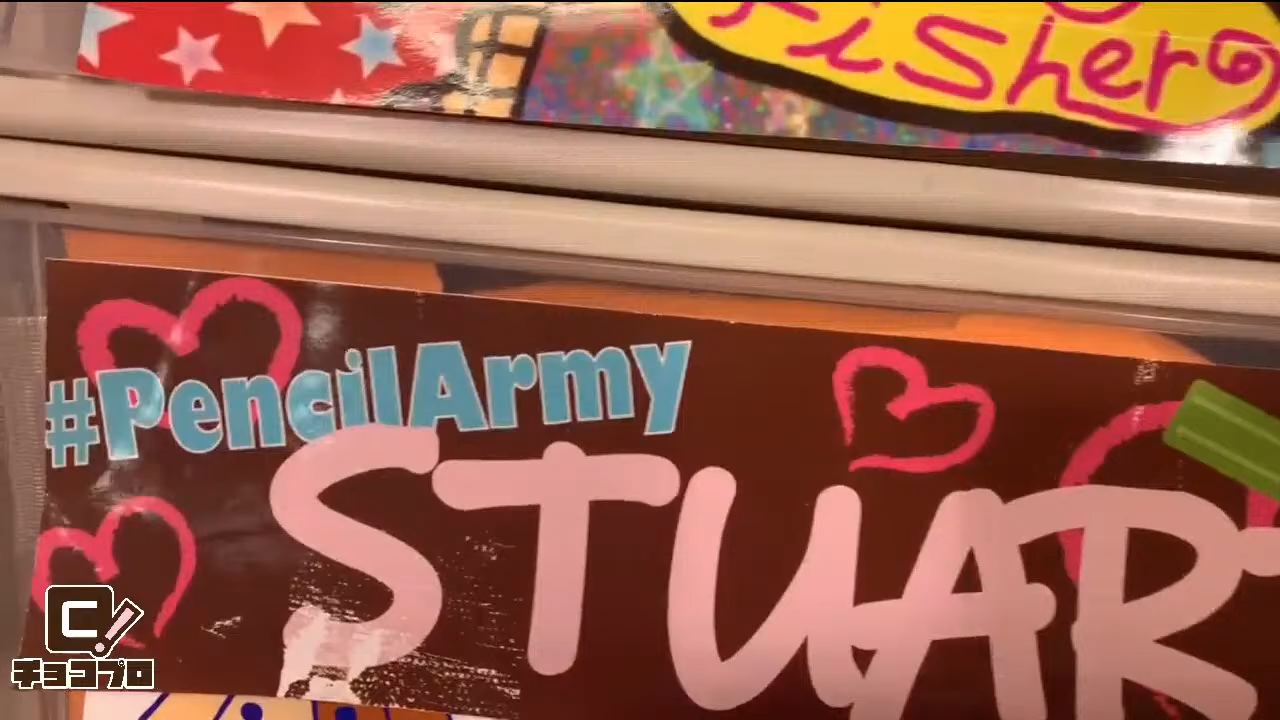 Fisher
#PencilArmy
STUAR
C!
チョコプロ